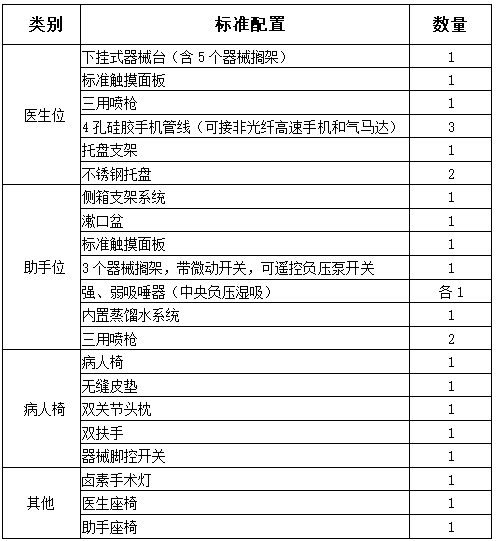 类别 标准配置 数量
医生位
下挂式器械台（含5个器械搁架） 1
标准触摸面板 1
三用喷枪 1
4孔硅胶手机管线（可接非光纤高速手机和气马达） 3
托盘支架 1
不锈钢托盘 2
助手位
侧箱支架系统 1
漱口盆 1
标准触摸面板 1
3个器械搁架，带微动开关，可遥控负压泵开关 1
强、弱吸唾器（中央负压湿吸） 各1
内置蒸馏水系统 1
三用喷枪 2
病人椅
病人椅 1
无缝皮垫 1
双关节头枕 1
双扶手 1
器械脚控开关 1
其他
卤素手术灯 1
医生座椅 1
助手座椅 1